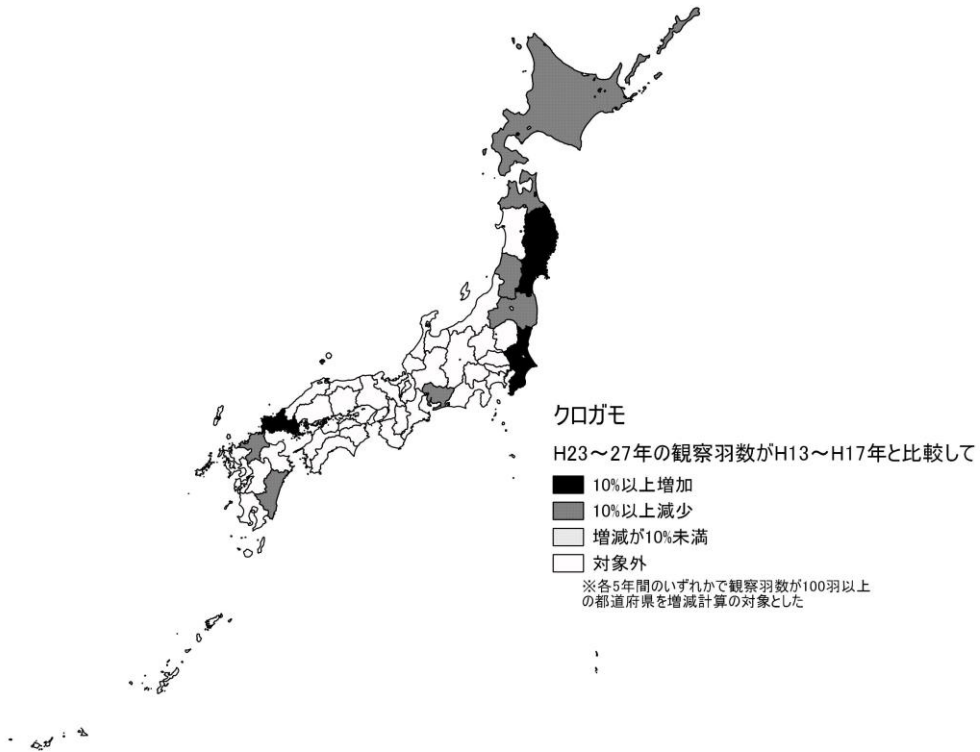 クロガモ
H23～27年の観察羽数がH13～H17年と比較して
10%以上増加
10%以上減少
増減が10%未満
対象外
※各5年間のいずれかで観察羽数が100羽以上
の都道府県を増減計算の対象とした